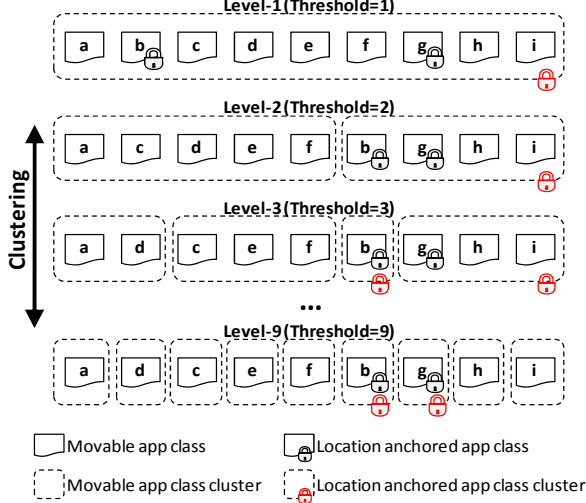 Level-1(Threshold=1)
a b c d e f g h i
Level-2(Threshold=2)
a c d e f b g h i
Level-3(Threshold=3)
a d c e f b g h i
...
Level-9(Threshold=9)
a d c e f b g h i
Clustering
Movable app class
Location anchored app class
Movable app class cluster
Location anchored app class cluster